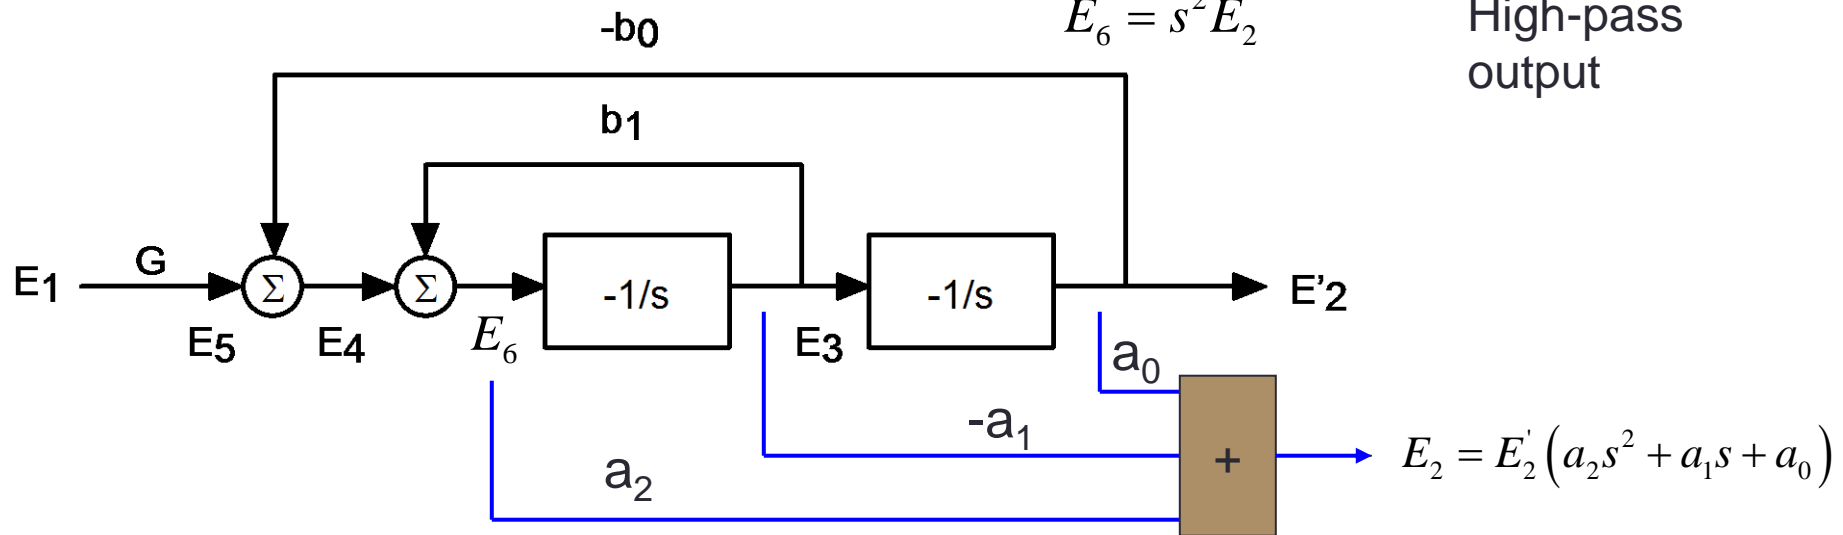 E₆ = s²E₂
High-pass
output
-b0
b1
E1
G
Σ
Σ
-1/s
-1/s
E'2
E5
E4
E₆
E3
a₀
-a₁
a₂
+
E₂ = E₂'(a₂s² + a₁s + a₀)